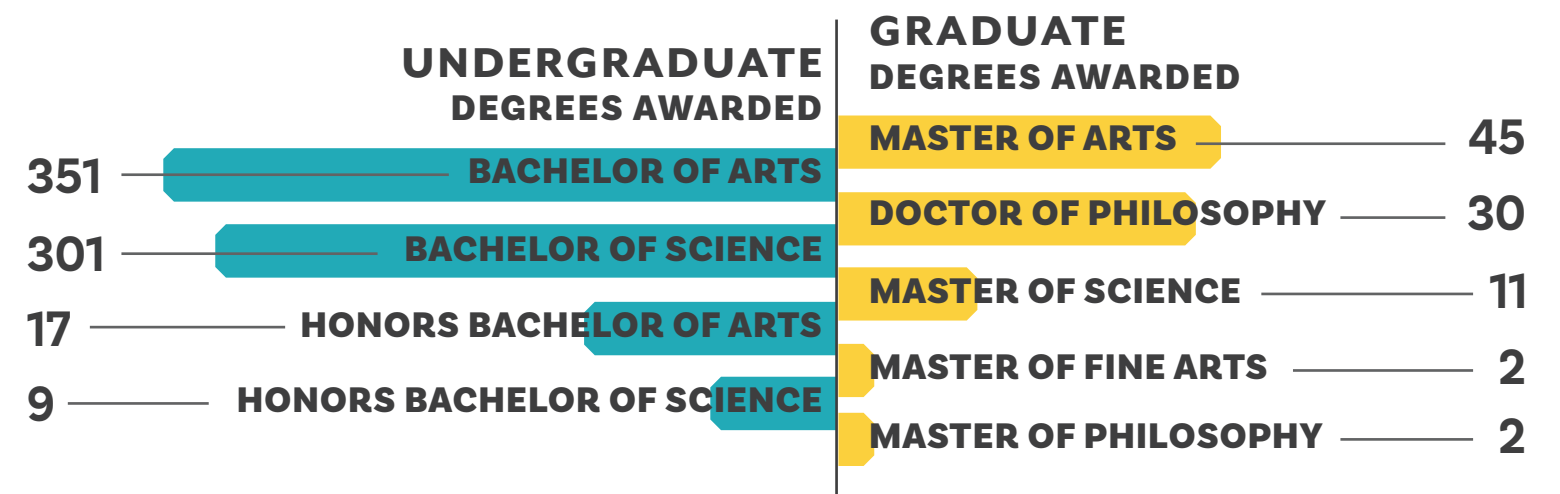 UNDERGRADUATE
DEGREES AWARDED
351 BACHELOR OF ARTS
301 BACHELOR OF SCIENCE
17 HONORS BACHELOR OF ARTS
9 HONORS BACHELOR OF SCIENCE
GRADUATE
DEGREES AWARDED
MASTER OF ARTS 45
DOCTOR OF PHILOSOPHY 30
MASTER OF SCIENCE 11
MASTER OF FINE ARTS 2
MASTER OF PHILOSOPHY 2